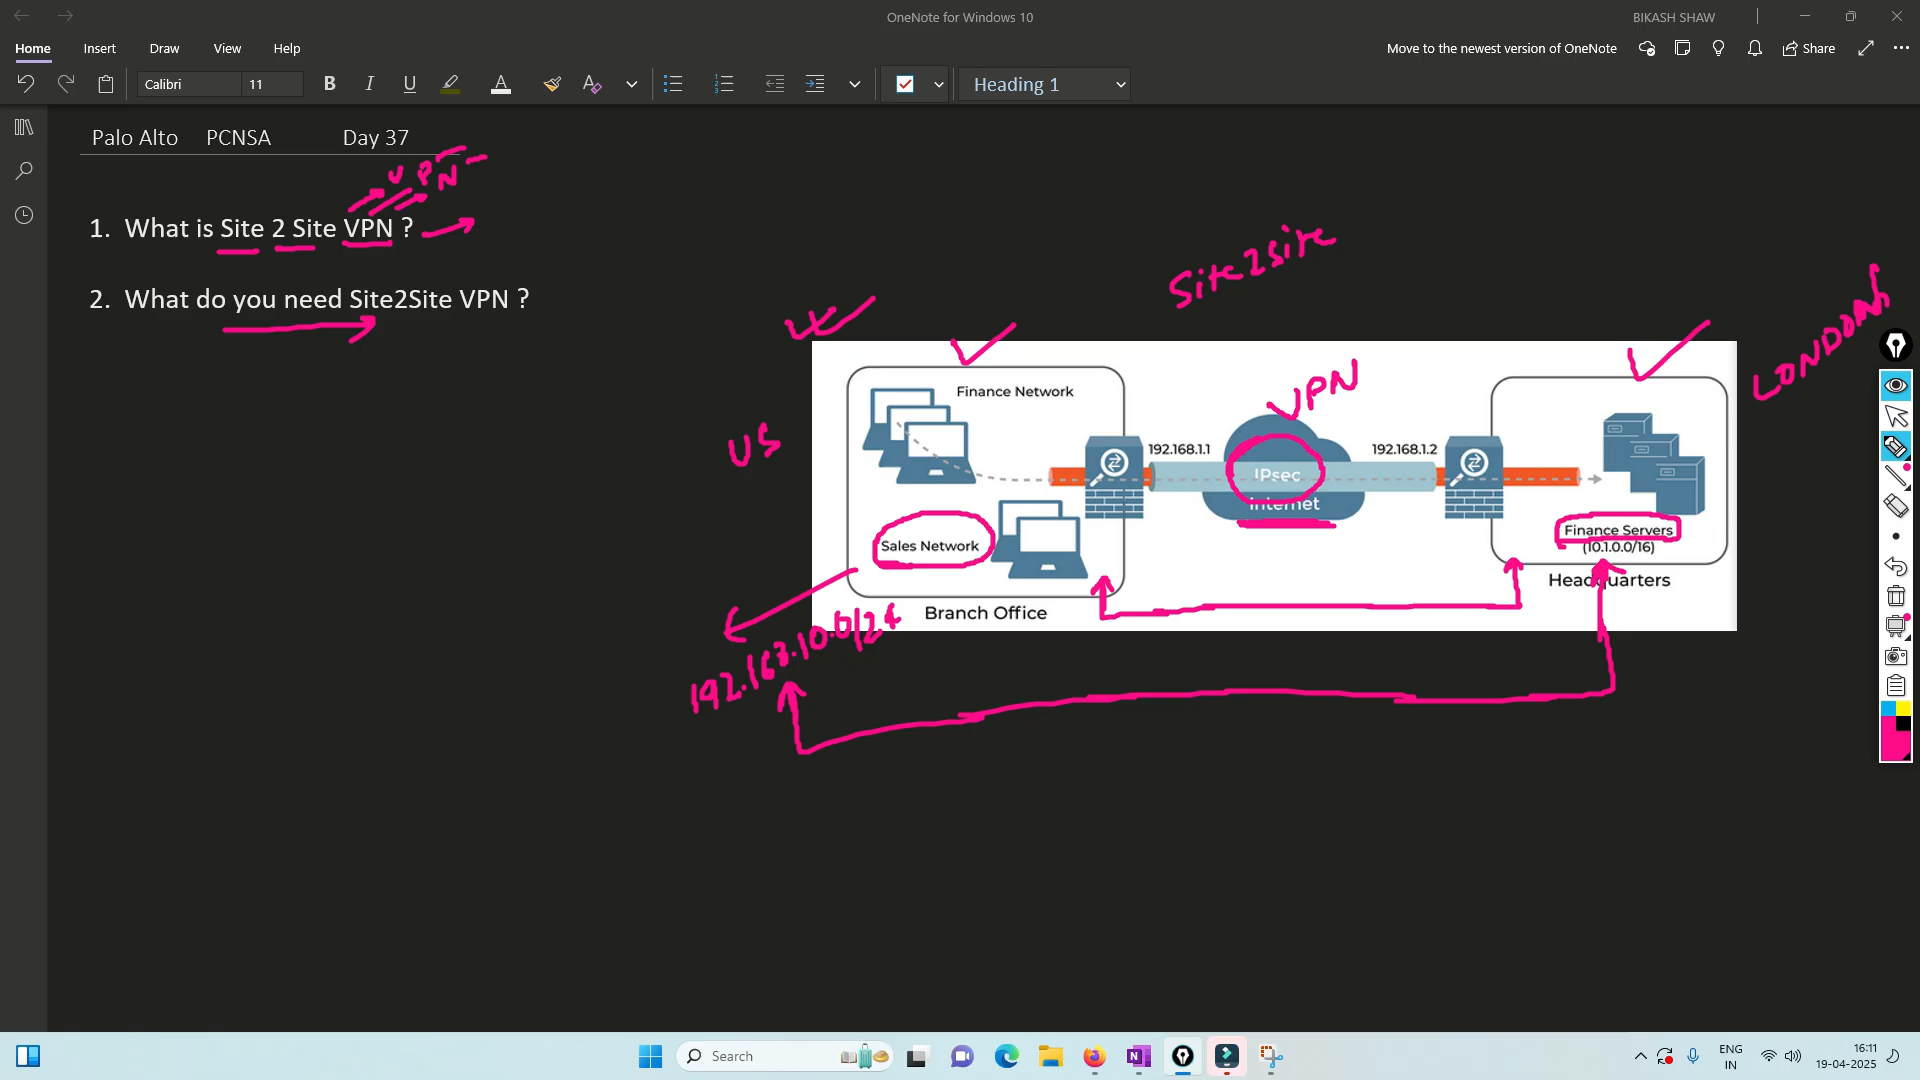 OneNote for Windows 10
BIKASH SHAW
Home Insert Draw View Help
Move to the newest version of OneNote
Share
Calibri 11 B I U A A Heading 1
Palo Alto PCNSA Day 37
VPN
1. What is Site 2 Site VPN ?
2. What do you need Site2Site VPN ?
Site2Site
LONDON
US
VPN
Finance Network
192.168.1.1
192.168.1.2
IPsec
Internet
Sales Network
Finance Servers
(10.1.0.0/16)
Headquarters
Branch Office
192.168.10.0/24
Search
ENG
IN
16:11
19-04-2025